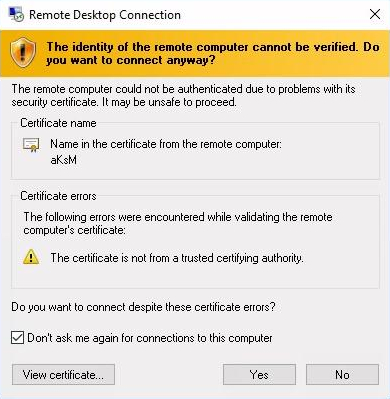 Remote Desktop Connection
The identity of the remote computer cannot be verified. Do
you want to connect anyway?
The remote computer could not be authenticated due to problems with its
security certificate. It may be unsafe to proceed.
Certificate name
Name in the certificate from the remote computer:
aKsM
Certificate errors
The following errors were encountered while validating the remote
computer's certificate:
The certificate is not from a trusted certifying authority.
Do you want to connect despite these certificate errors?
Don't ask me again for connections to this computer
View certificate... Yes No